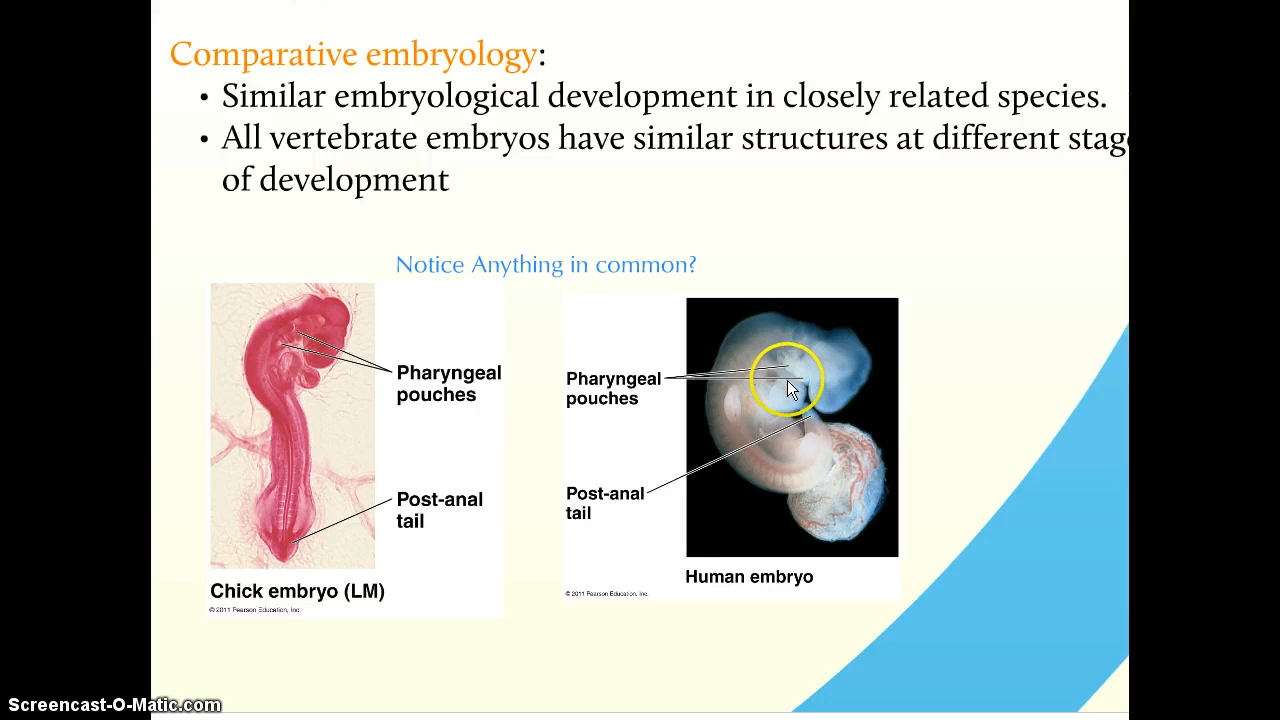 Comparative embryology:
• Similar embryological development in closely related species.
• All vertebrate embryos have similar structures at different stag
of development
Notice Anything in common?
Pharyngeal
pouches
Post-anal
tail
Chick embryo (LM)
© 2011 Pearson Education, Inc.
Pharyngeal
pouches
Post-anal
tail
Human embryo
© 2011 Pearson Education, Inc.
Screencast-O-Matic.com